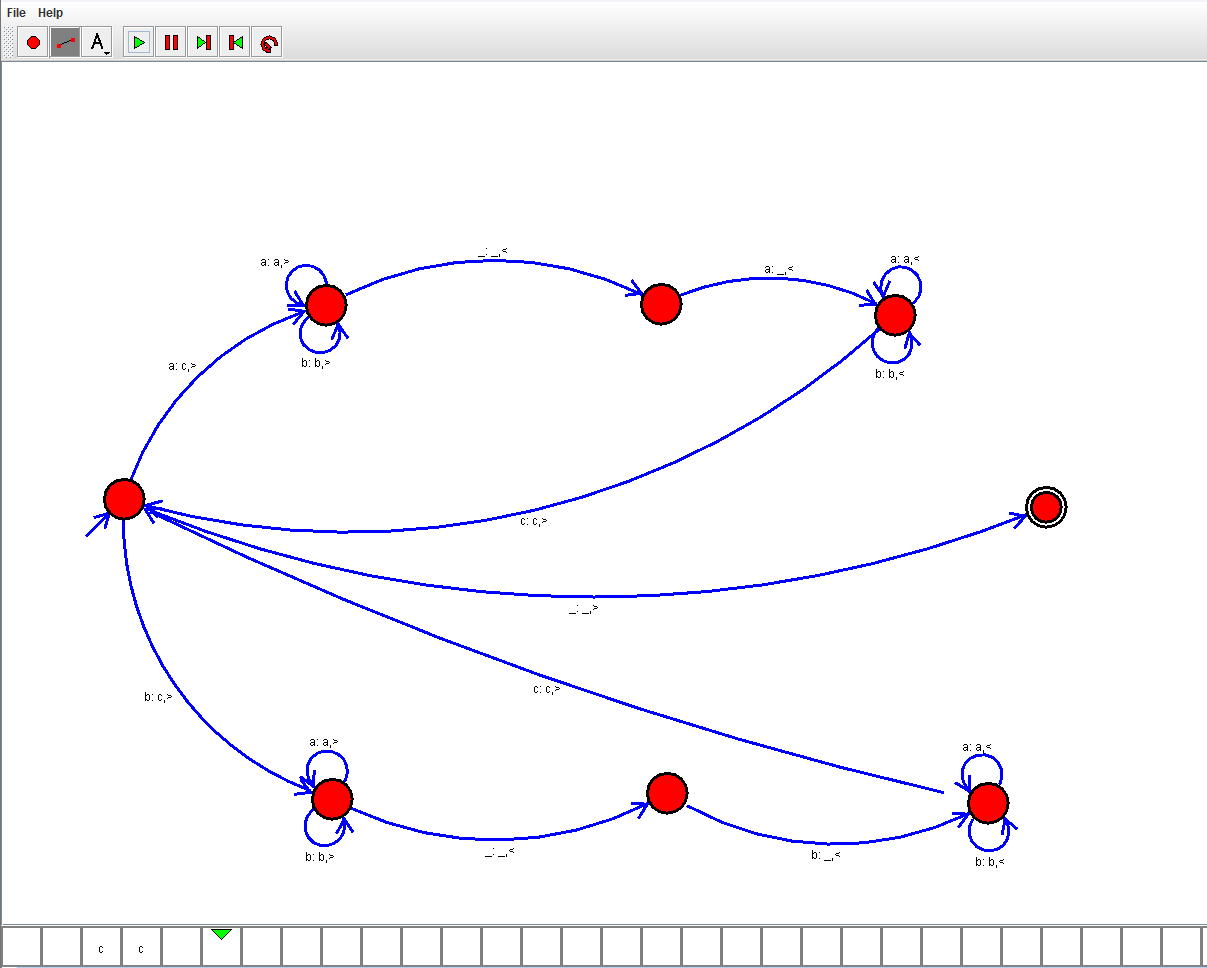 File Help
A
_: _,<
a: a,> a: _,< a: a,<
b: b,> a: c,> b: b,<
c: c,>
_: _,>
c: c,>
b: c,>
a: a,> a: a,<
b: b,> _: _,< b: _,< b: b,<
c c